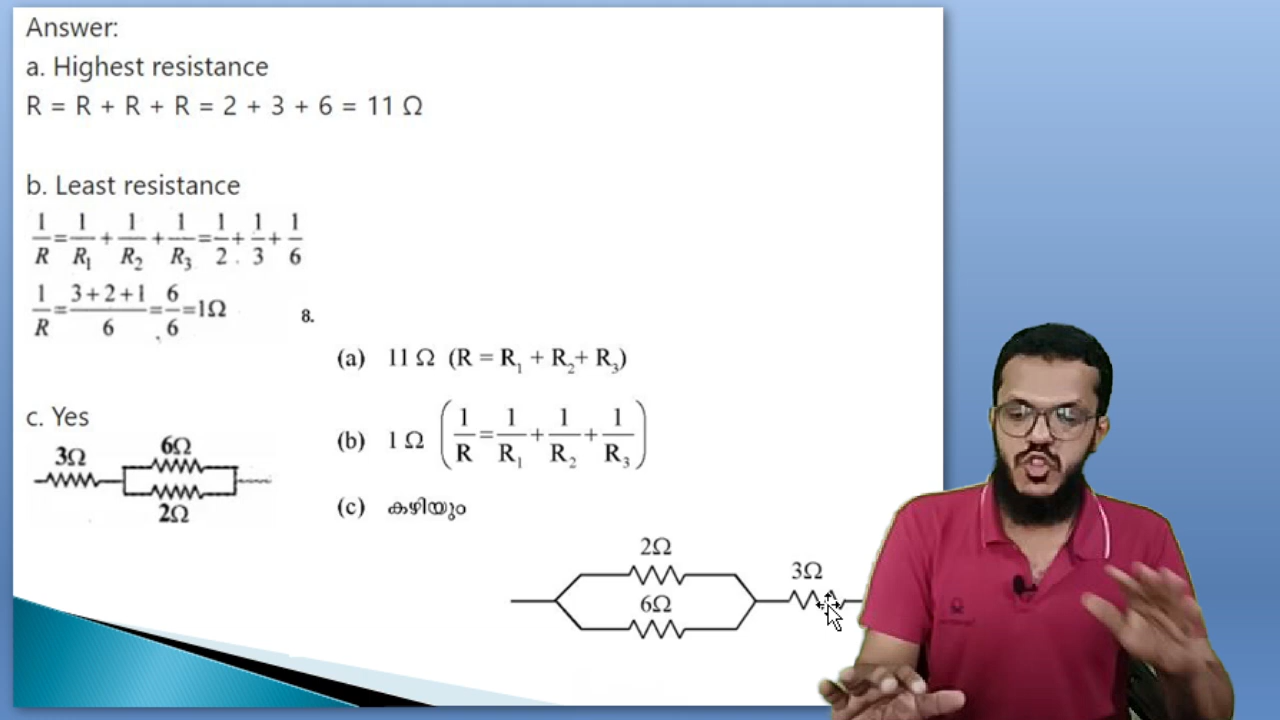 Answer:
a. Highest resistance
R = R + R + R = 2 + 3 + 6 = 11 Ω
b. Least resistance
1/R = 1/R₁ + 1/R₂ + 1/R₃ = 1/2 + 1/3 + 1/6
1/R = (3+2+1)/6 = 6/6 = 1Ω
c. Yes
3Ω 6Ω
2Ω
8.
(a) 11 Ω (R = R₁ + R₂ + R₃)
(b) 1 Ω (1/R = 1/R₁ + 1/R₂ + 1/R₃)
(c) കഴിയും
2Ω
6Ω 3Ω